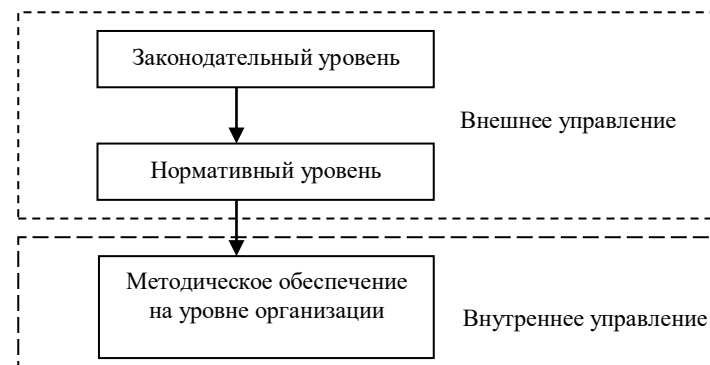 Законодательный уровень
Внешнее управление
Нормативный уровень
Методическое обеспечение
на уровне организации
Внутреннее управление